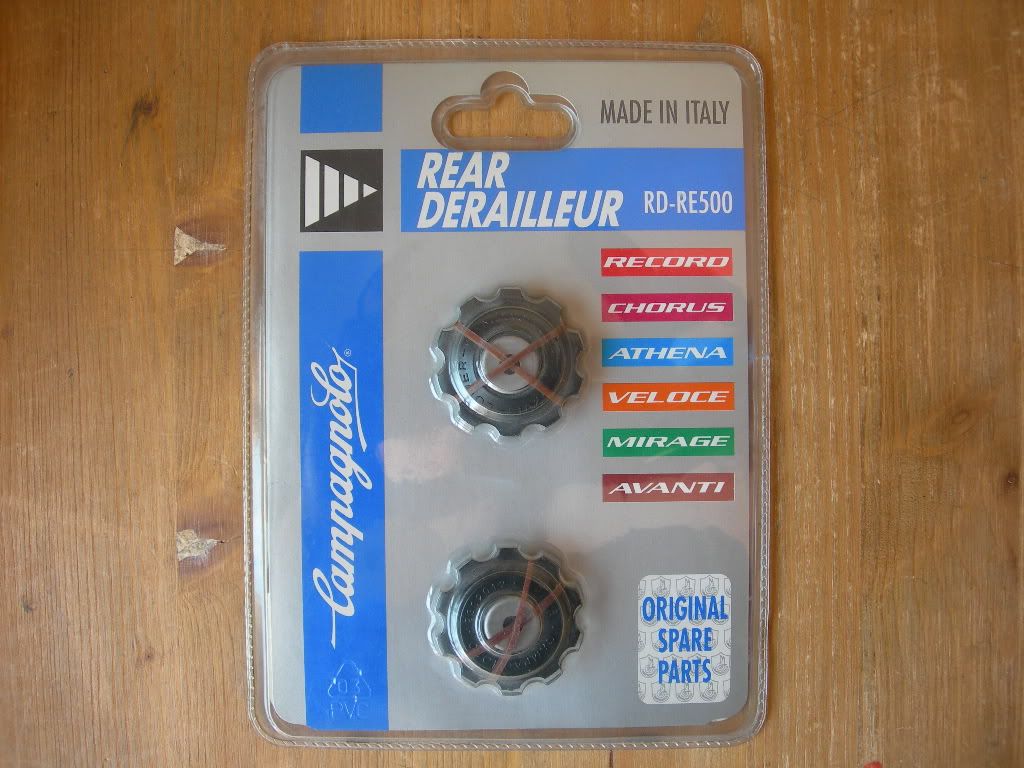 MADE IN ITALY
REAR
DERAILLEUR
RD-RE500
RECORD
CHORUS
ATHENA
VELOCE
MIRAGE
AVANTI
Campagnolo®
ORIGINAL
SPARE
PARTS
03
PVC